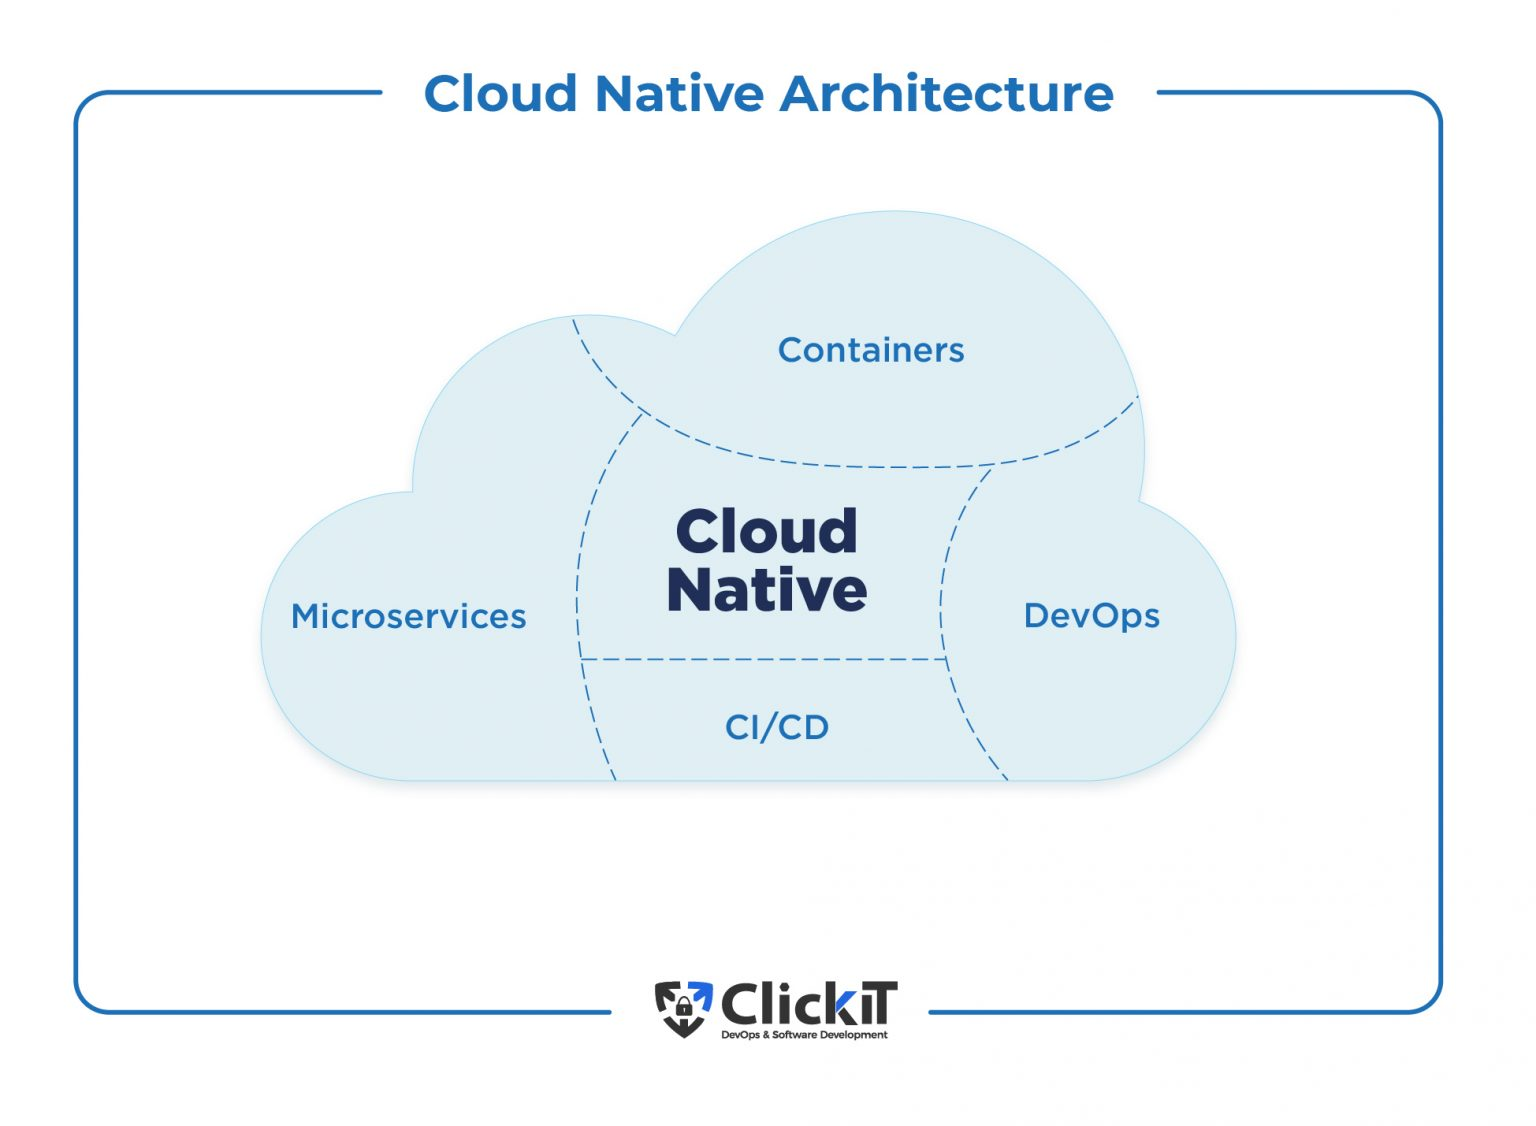 Cloud Native Architecture
Containers
Cloud
Native
Microservices
DevOps
CI/CD
ClickIT
DevOps & Software Development